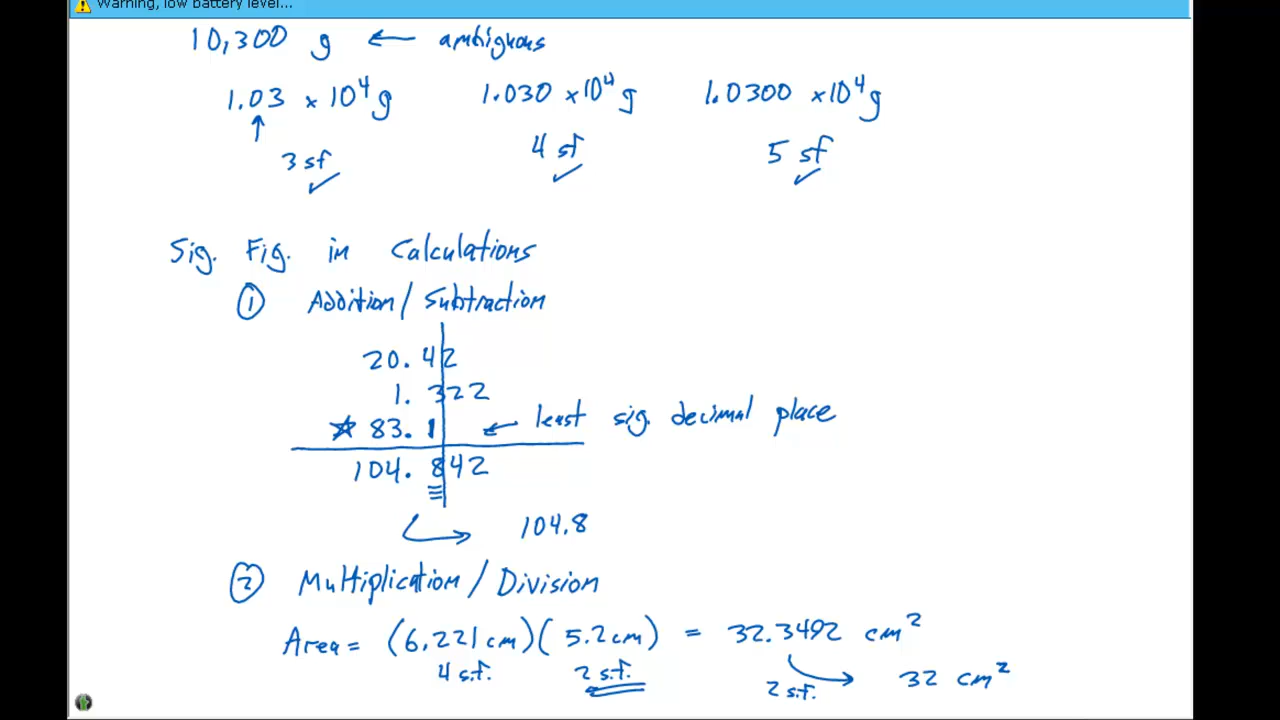 Warning, low battery level...
10,300 g ← ambiguous
1.03 × 10⁴ g 1.030 × 10⁴ g 1.0300 × 10⁴ g
3 sf 4 sf 5 sf
Sig. Fig. in Calculations
① Addition / Subtraction
20.42
1.322
☆ 83.1 ← least sig. decimal place
104.842
104.8
② Multiplication / Division
Area = (6.221 cm)(5.2 cm) = 32.3492 cm²
4 s.f. 2 s.f. 2 s.f. 32 cm²